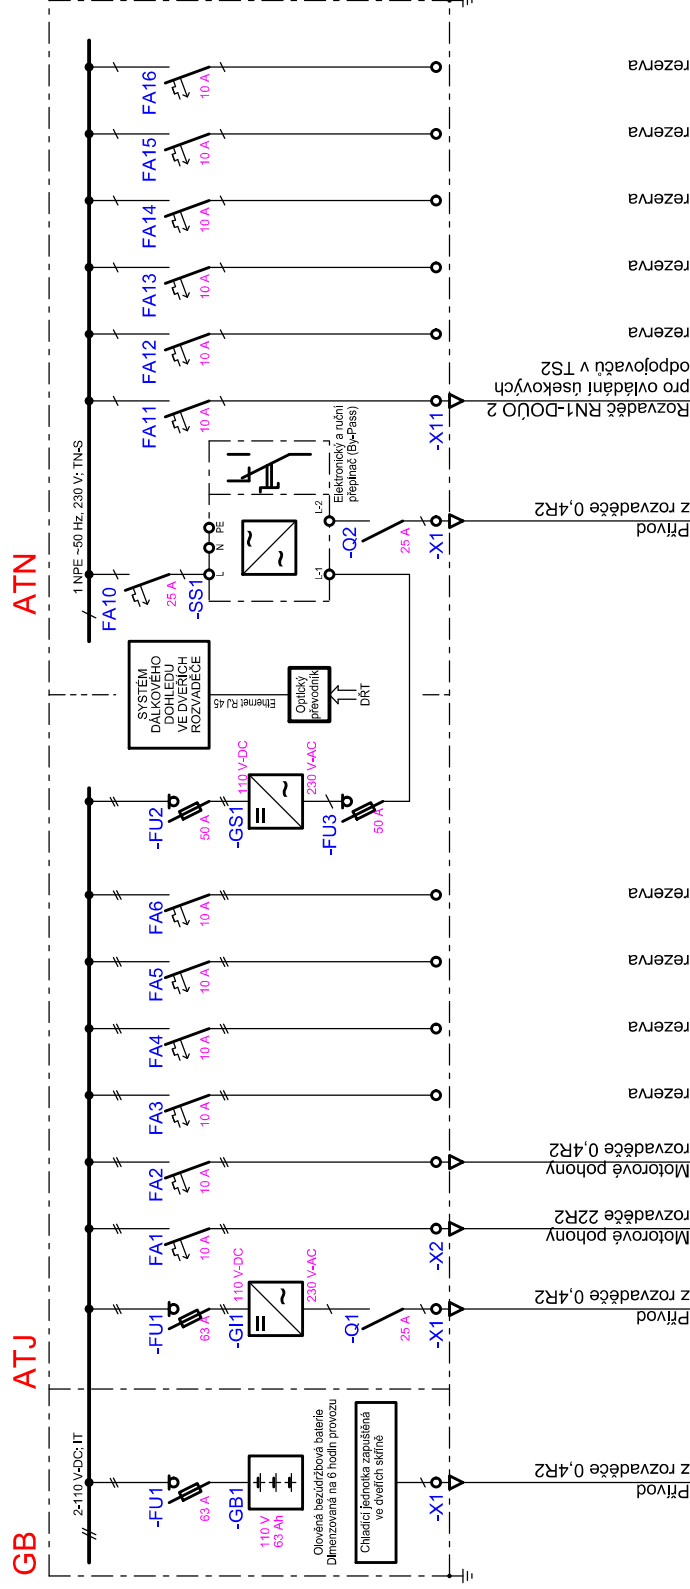 GB
ATJ
ATN
2-110 V-DC; IT
-FU1
63 A
-GB1
110 V
63 Ah
Olověná bezúdržbová baterie
Dimenzovaná na 6 hodin provozu
Chladící jednotka zapuštěná
ve dveřích skříně
-X1
Přívod
z rozvaděče 0,4R2
-FU1
63 A
-GI1
110 V-DC
230 V-AC
-Q1
25 A
-X1
Přívod
z rozvaděče 0,4R2
FA1
10 A
-X2
Motorové pohony
rozvaděče 22R2
FA2
10 A
Motorové pohony
rozvaděče 0,4R2
FA3
10 A
rezerva
FA4
10 A
rezerva
FA5
10 A
rezerva
FA6
10 A
rezerva
-FU2
50 A
-GS1
110 V-DC
230 V-AC
-FU3
50 A
SYSTÉM
DÁLKOVÉHO
DOHLEDU
VE DVEŘÍCH
ROZVADĚČE
Ethernet RJ 45
Optický
převodník
DŘT
1 NPE ~50 Hz, 230 V; TN-S
FA10
25 A
-SS1
L
N
PE
L-1
L-2
Elektronický a ruční
přepínač (By-Pass)
-Q2
25 A
-X1
Přívod
z rozvaděče 0,4R2
FA11
10 A
-X11
Rozvaděč RN1-DOÚO 2
pro ovládání úsekových
odpojovačů v TS2
FA12
10 A
rezerva
FA13
10 A
rezerva
FA14
10 A
rezerva
FA15
10 A
rezerva
FA16
10 A
rezerva